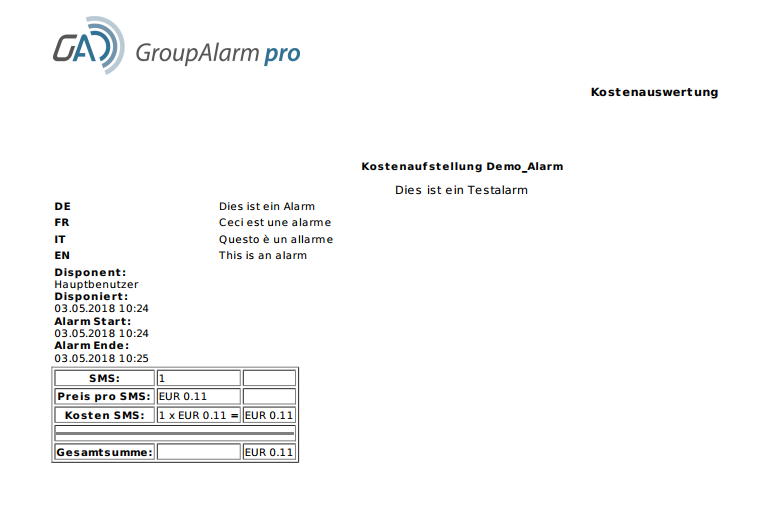 GAD GroupAlarm pro
Kostenauswertung
Kostenaufstellung Demo_Alarm
Dies ist ein Testalarm
DE Dies ist ein Alarm
FR Ceci est une alarme
IT Questo è un allarme
EN This is an alarm
Disponent:
Hauptbenutzer
Disponiert:
03.05.2018 10:24
Alarm Start:
03.05.2018 10:24
Alarm Ende:
03.05.2018 10:25
SMS: 1
Preis pro SMS: EUR 0.11
Kosten SMS: 1 x EUR 0.11 = EUR 0.11
Gesamtsumme: EUR 0.11